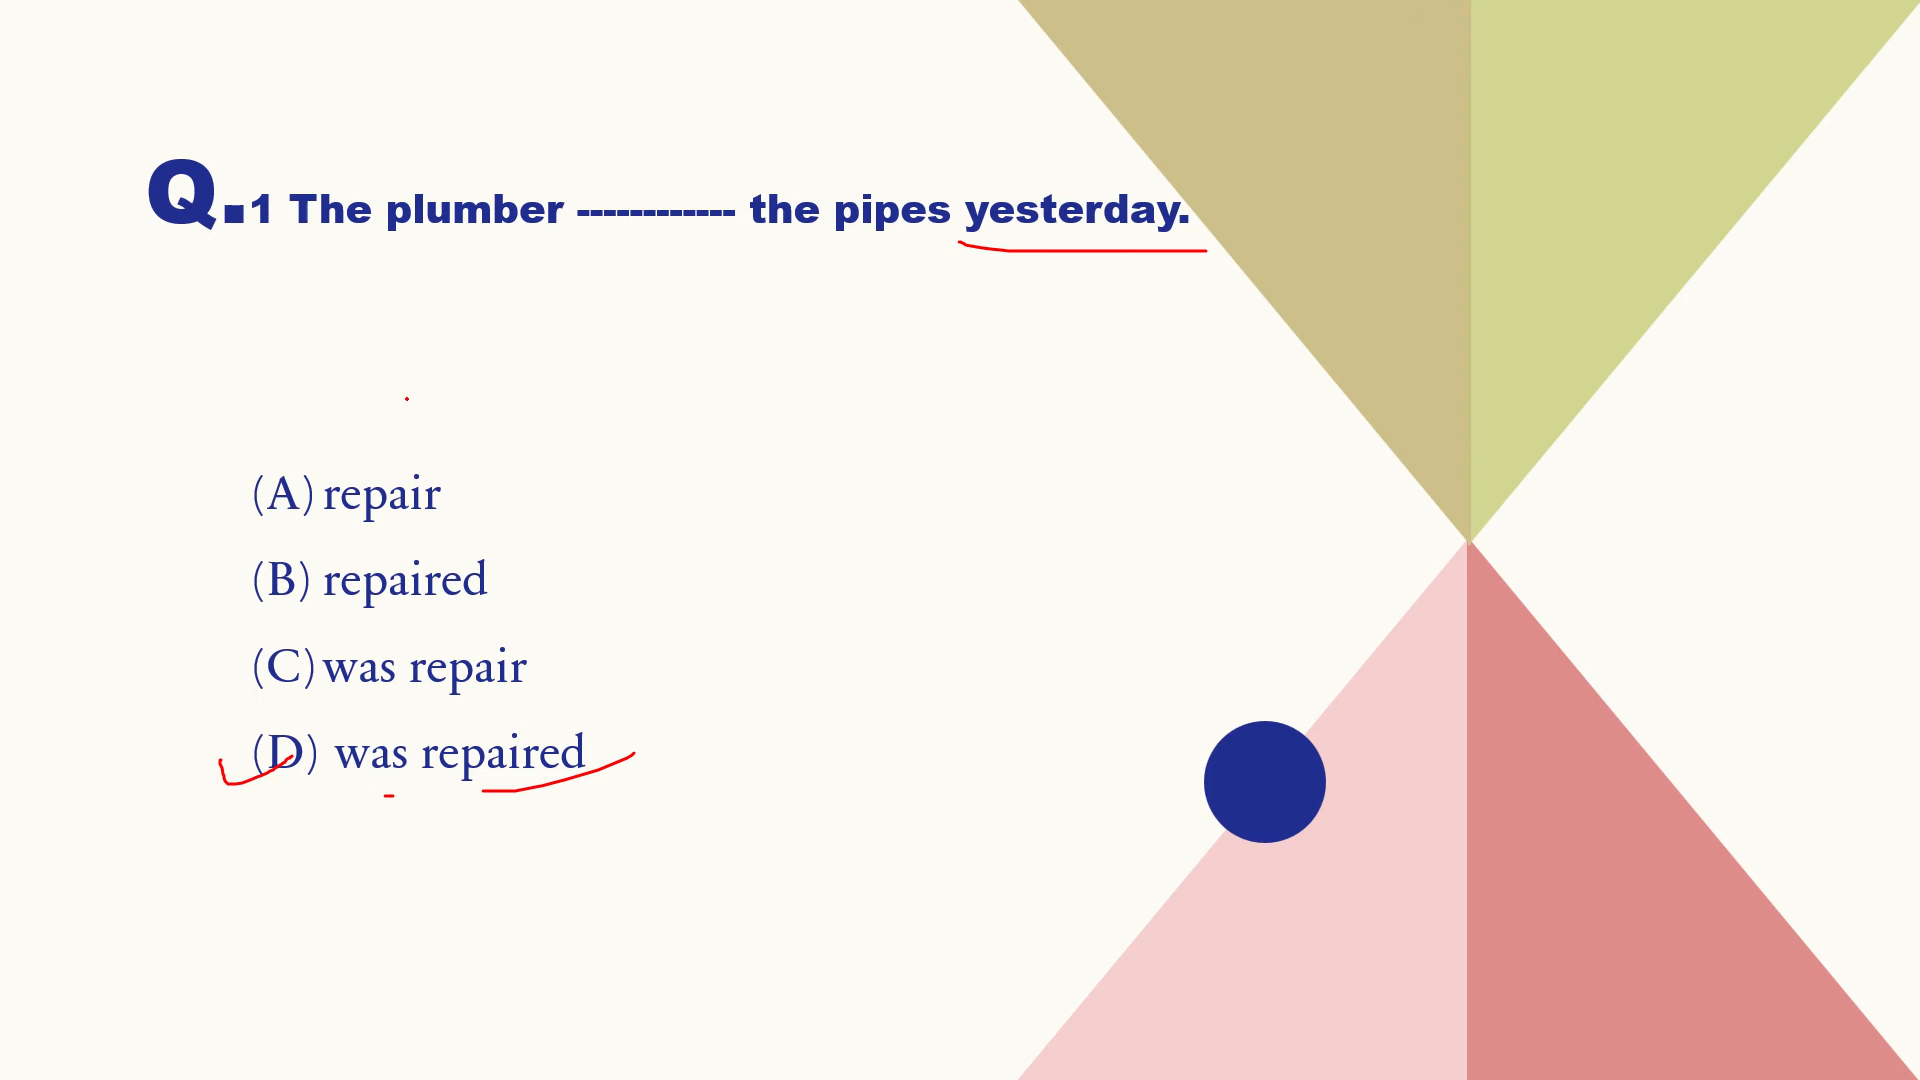 Q.1 The plumber ------------ the pipes yesterday.
(A) repair
(B) repaired
(C) was repair
(D) was repaired